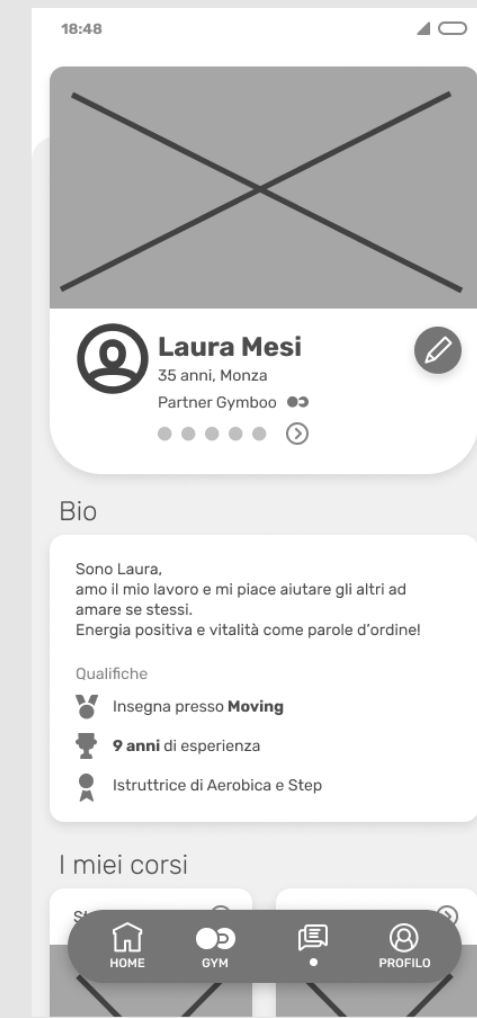 18:48
Laura Mesi
35 anni, Monza
Partner Gymboo
Bio
Sono Laura,
amo il mio lavoro e mi piace aiutare gli altri ad
amare se stessi.
Energia positiva e vitalità come parole d'ordine!
Qualifiche
Insegna presso Moving
9 anni di esperienza
Istruttrice di Aerobica e Step
I miei corsi
HOME
GYM
PROFILO